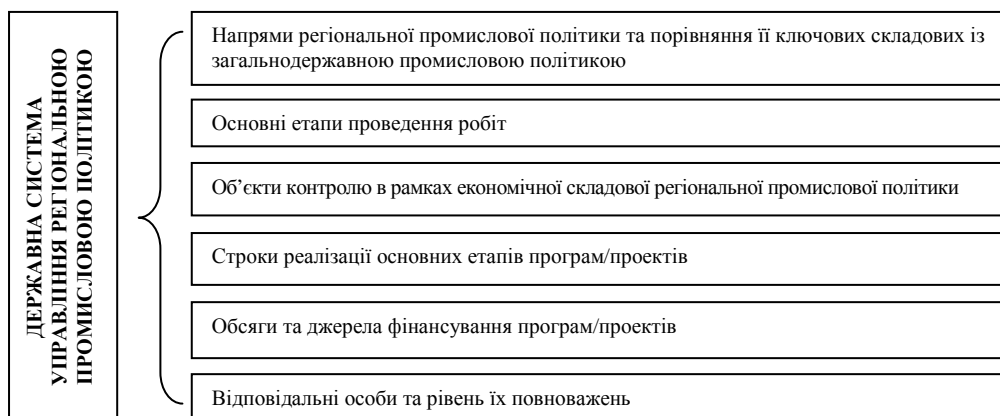 ДЕРЖАВНА СИСТЕМА
УПРАВЛІННЯ РЕГІОНАЛЬНОЮ
ПРОМИСЛОВОЮ ПОЛІТИКОЮ
Напрями регіональної промислової політики та порівняння її ключових складових із
загальнодержавною промисловою політикою
Основні етапи проведення робіт
Об’єкти контролю в рамках економічної складової регіональної промислової політики
Строки реалізації основних етапів програм/проектів
Обсяги та джерела фінансування програм/проектів
Відповідальні особи та рівень їх повноважень